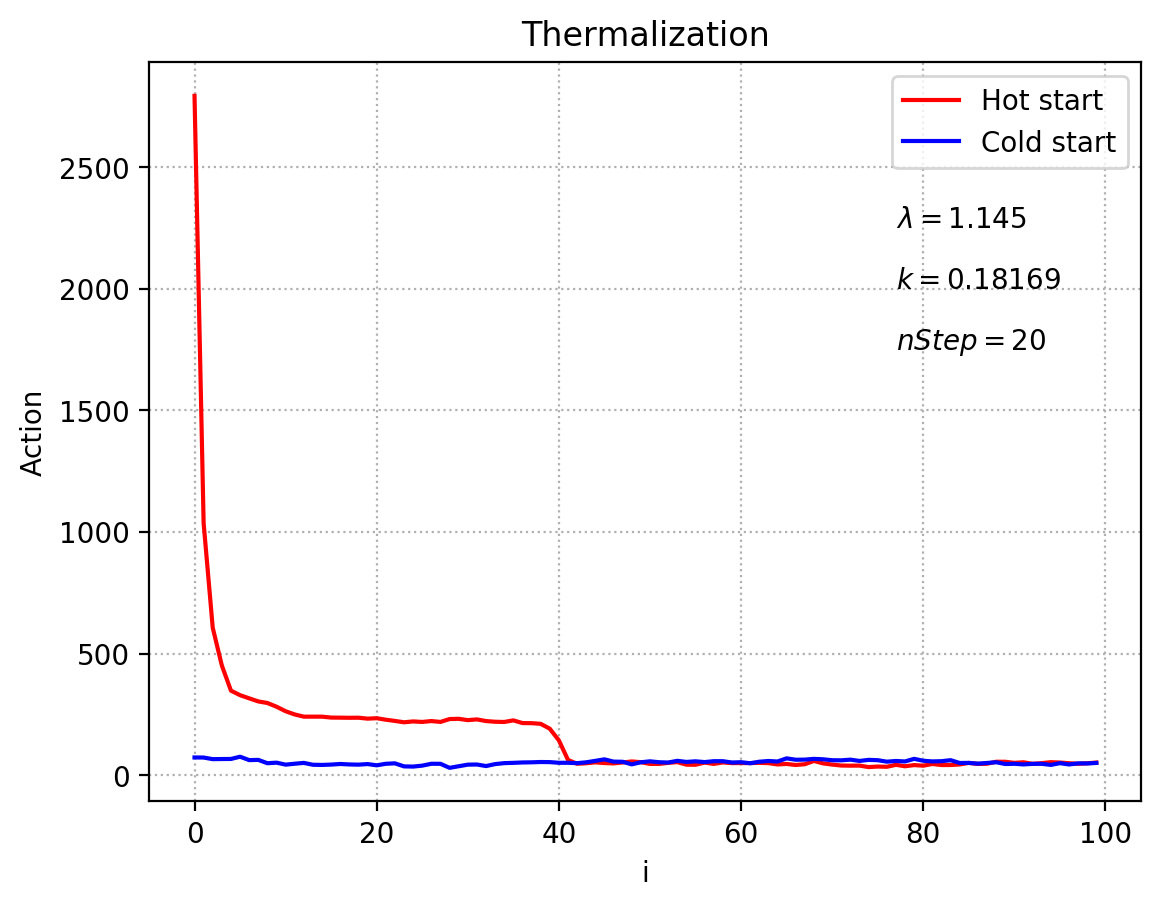 Thermalization
Hot start
Cold start
λ = 1.145
k = 0.18169
nStep = 20
2500
2000
1500
1000
500
0
Action
0 20 40 60 80 100
i